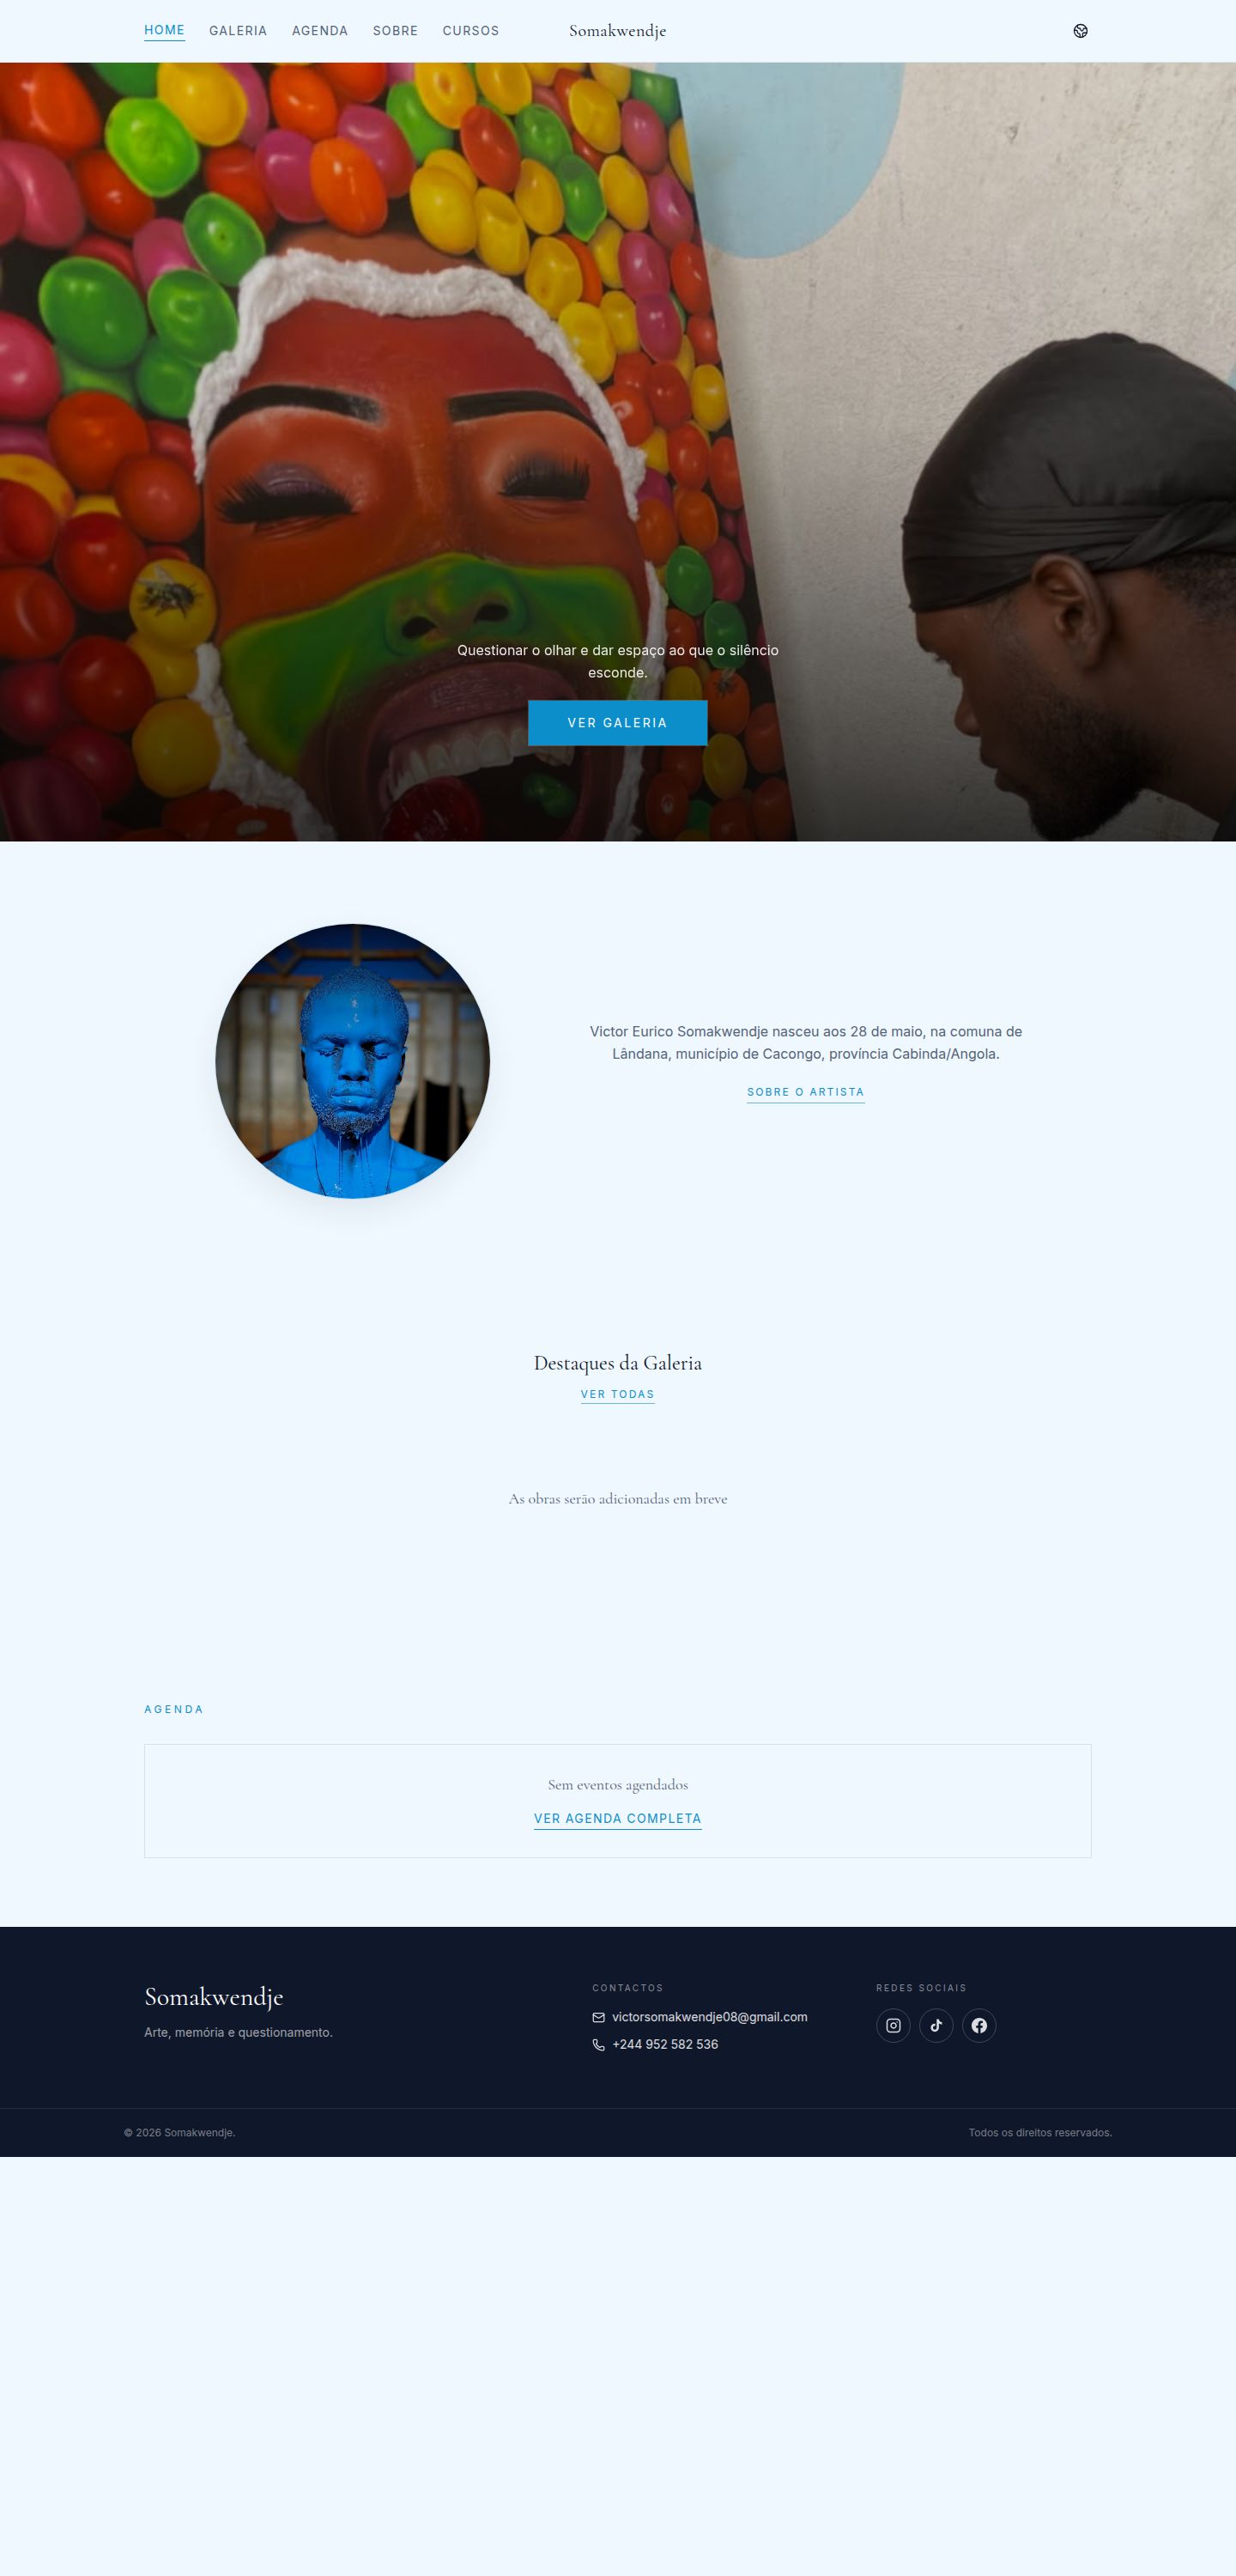 HOME GALERIA AGENDA SOBRE CURSOS Somakwendje
Questionar o olhar e dar espaço ao que o silêncio
esconde.
VER GALERIA
Victor Eurico Somakwendje nasceu aos 28 de maio, na comuna de
Lândana, município de Cacongo, província Cabinda/Angola.
SOBRE O ARTISTA
Destaques da Galeria
VER TODAS
As obras serão adicionadas em breve
AGENDA
Sem eventos agendados
VER AGENDA COMPLETA
Somakwendje
Arte, memória e questionamento.
CONTACTOS
victorsomakwendje08@gmail.com
+244 952 582 536
REDES SOCIAIS
© 2026 Somakwendje.
Todos os direitos reservados.